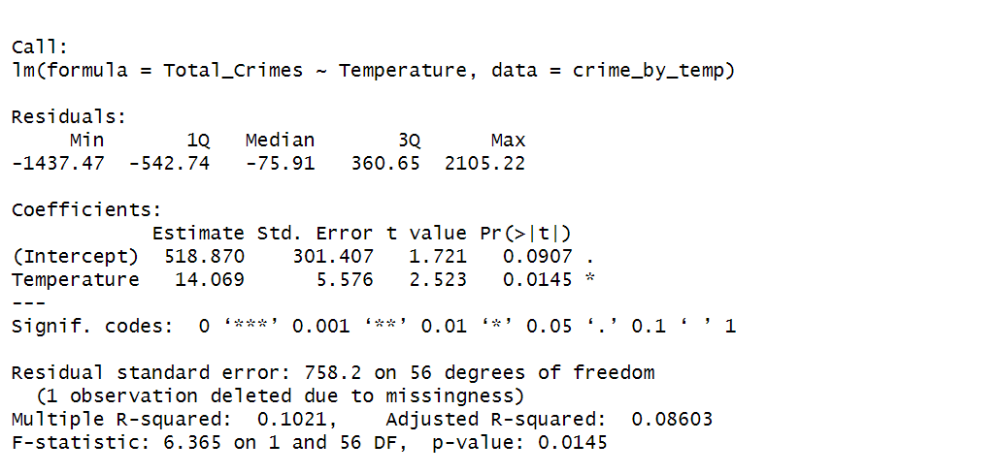 Call:
lm(formula = Total_Crimes ~ Temperature, data = crime_by_temp)
Residuals:
     Min       1Q   Median       3Q      Max
-1437.47  -542.74   -75.91   360.65  2105.22
Coefficients:
            Estimate Std. Error t value Pr(>|t|)
(Intercept)  518.870    301.407   1.721   0.0907 .
Temperature   14.069      5.576   2.523   0.0145 *
---
Signif. codes:  0 ‘***’ 0.001 ‘**’ 0.01 ‘*’ 0.05 ‘.’ 0.1 ‘ ’ 1
Residual standard error: 758.2 on 56 degrees of freedom
  (1 observation deleted due to missingness)
Multiple R-squared:  0.1021,    Adjusted R-squared:  0.08603
F-statistic: 6.365 on 1 and 56 DF,  p-value: 0.0145